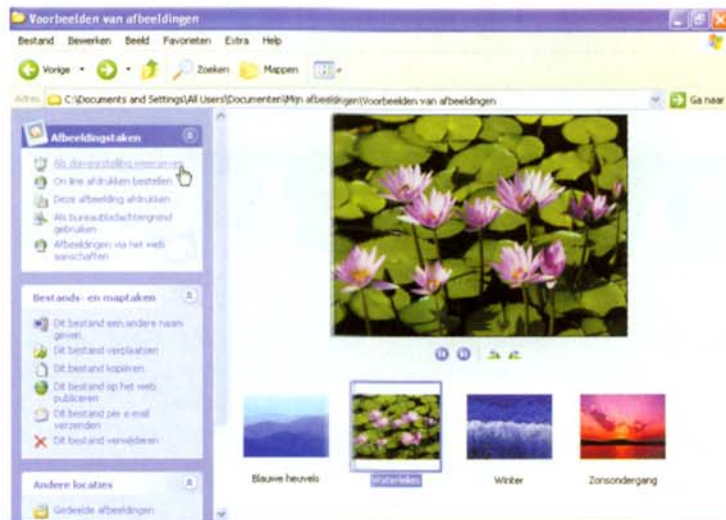 Voorbeelden van afbeeldingen
Bestand Bewerken Beeld Favorieten Extra Help
Vorige Zoeken Mappen
Adres C:\Documents and Settings\All Users\Documenten\Mijn afbeeldingen\Voorbeelden van afbeeldingen Ga naar
Afbeeldingstaken
Als diavoorstelling weergeven
On line afdrukken bestellen
Deze afbeelding afdrukken
Als bureaubladachtergrond
gebruiken
Afbeeldingen via het web
aanschaffen
Bestands- en maptaken
Dit bestand een andere naam
geven
Dit bestand verplaatsen
Dit bestand kopiëren
Dit bestand op het web
publiceren
Dit bestand per e-mail
verzenden
Dit bestand verwijderen
Andere locaties
Gedeelde afbeeldingen
Blauwe heuvels Waterlelies Winter Zonsondergang